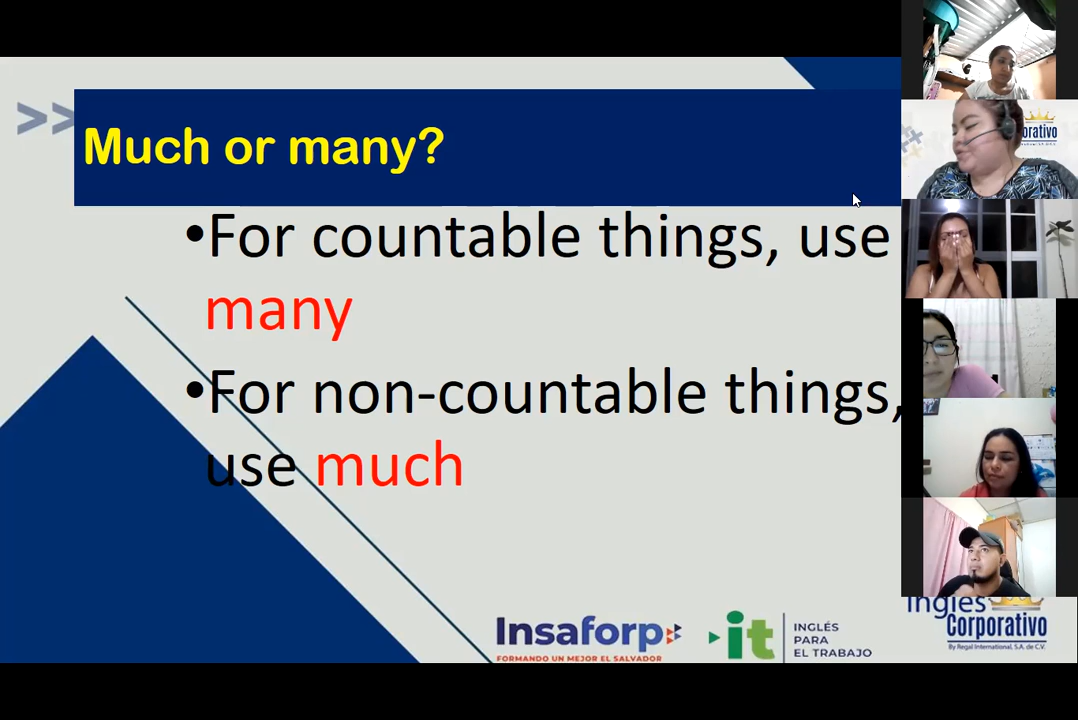 >>
Much or many?
•For countable things, use
many
•For non-countable things,
use much
Insaforp
FORMANDO UN MEJOR EL SALVADOR
it
INGLÉS
PARA
EL TRABAJO
Inglés
Corporativo
By Regal International, S.A. de C.V.